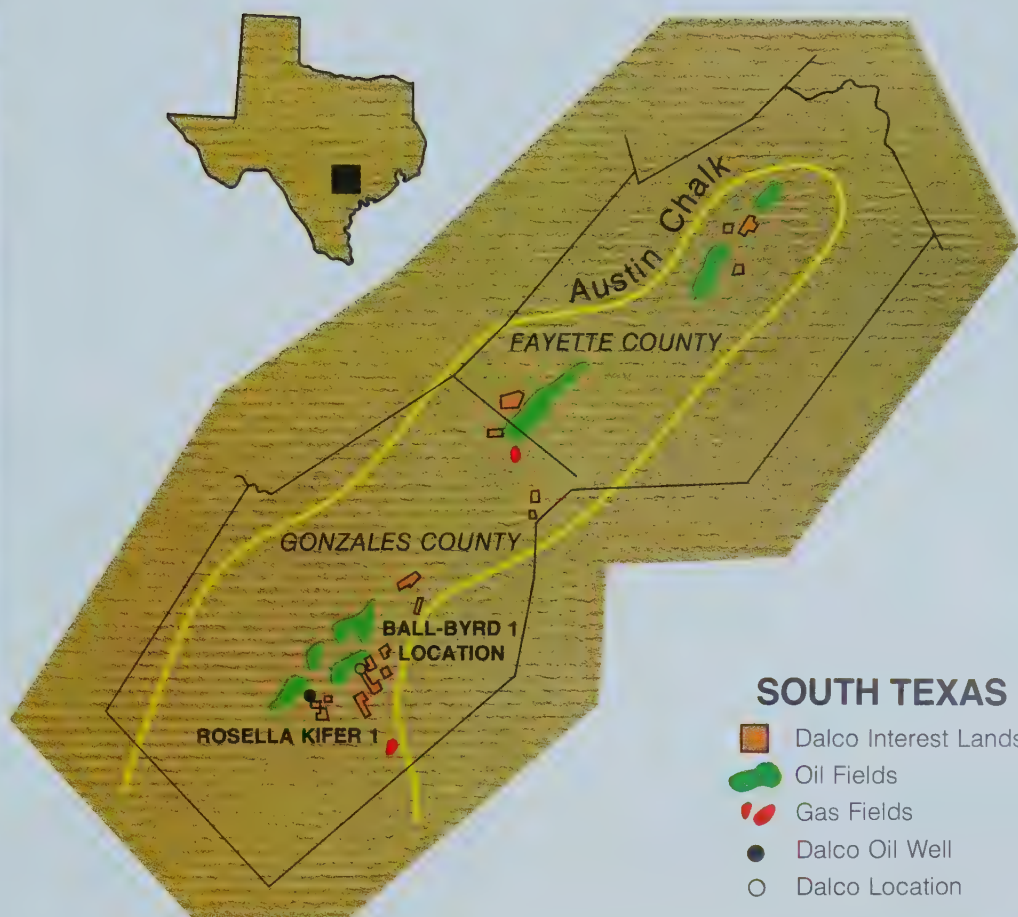 Austin Chalk
FAYETTE COUNTY
GONZALES COUNTY
BALL-BYRD 1
LOCATION
ROSELLA KIFER 1
SOUTH TEXAS
Dalco Interest Lands
Oil Fields
Gas Fields
Dalco Oil Well
Dalco Location